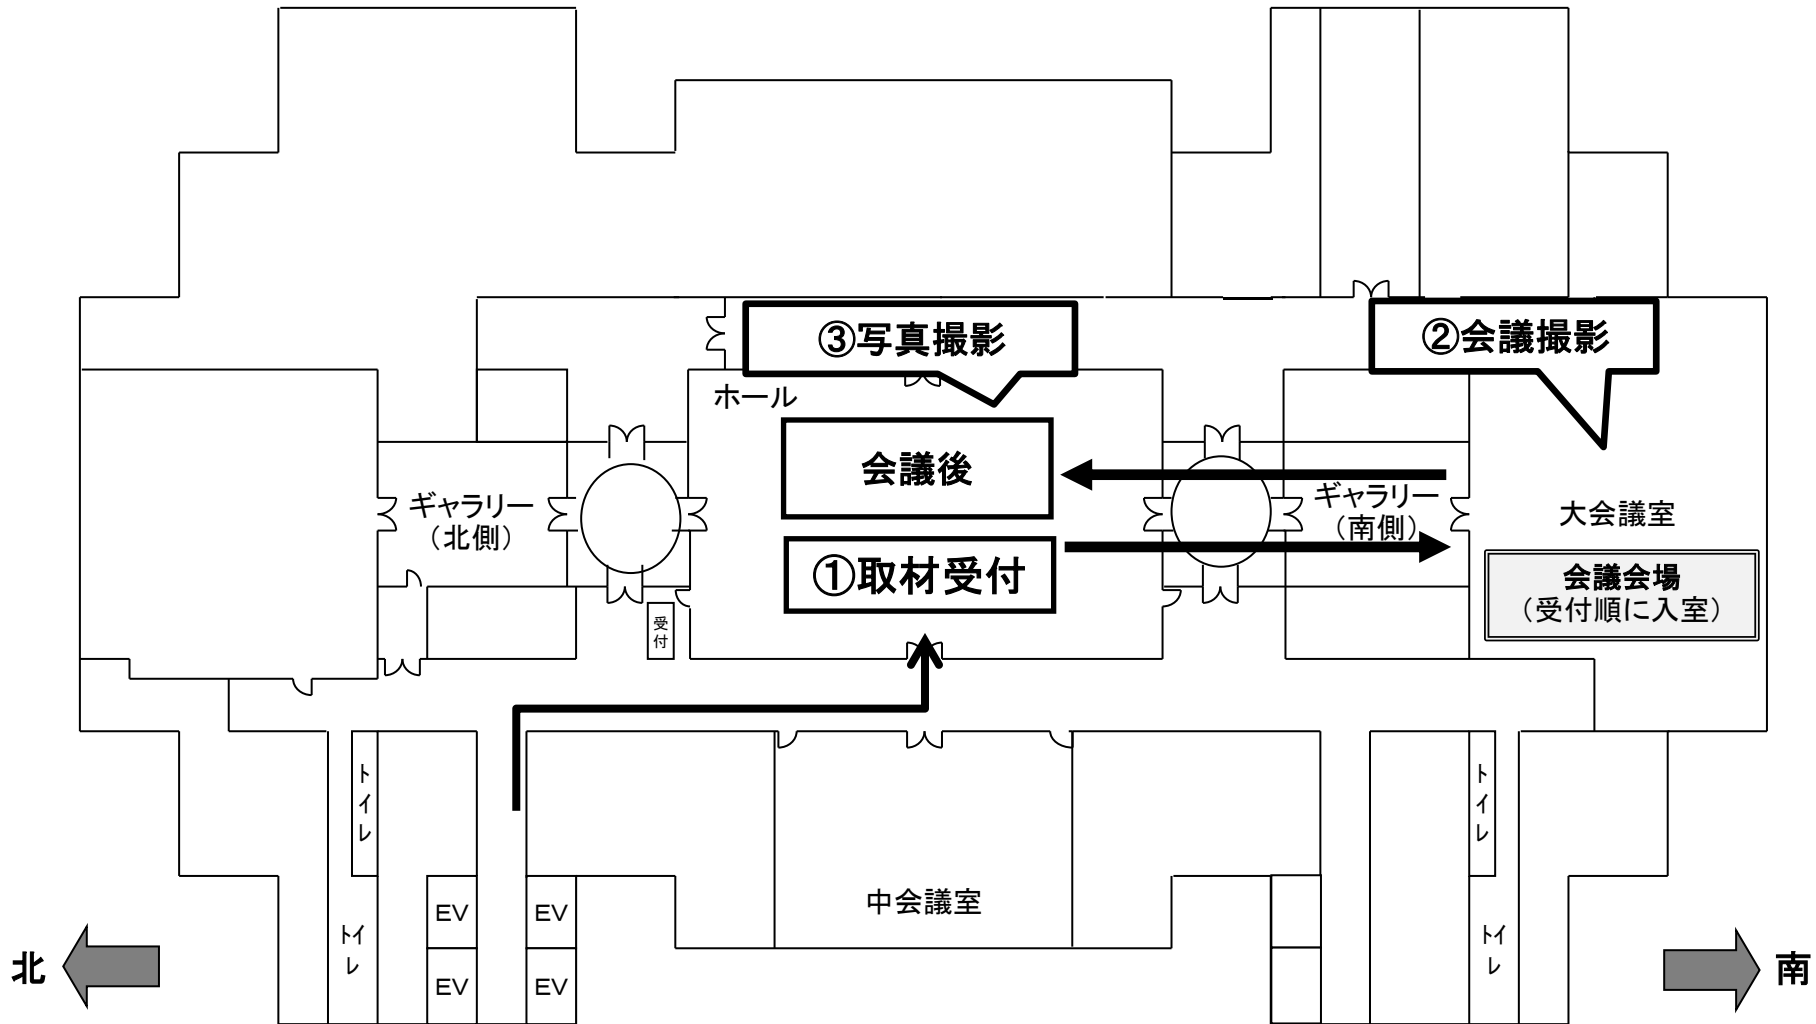 ③写真撮影
②会議撮影
ホール
会議後
ギャラリー
（北側）
ギャラリー
（南側）
大会議室
①取材受付
会議会場
（受付順に入室）
受
付
ト
イ
レ
ト
イ
レ
中会議室
EV
EV
トイ
レ
トイ
レ
北
南
EV
EV